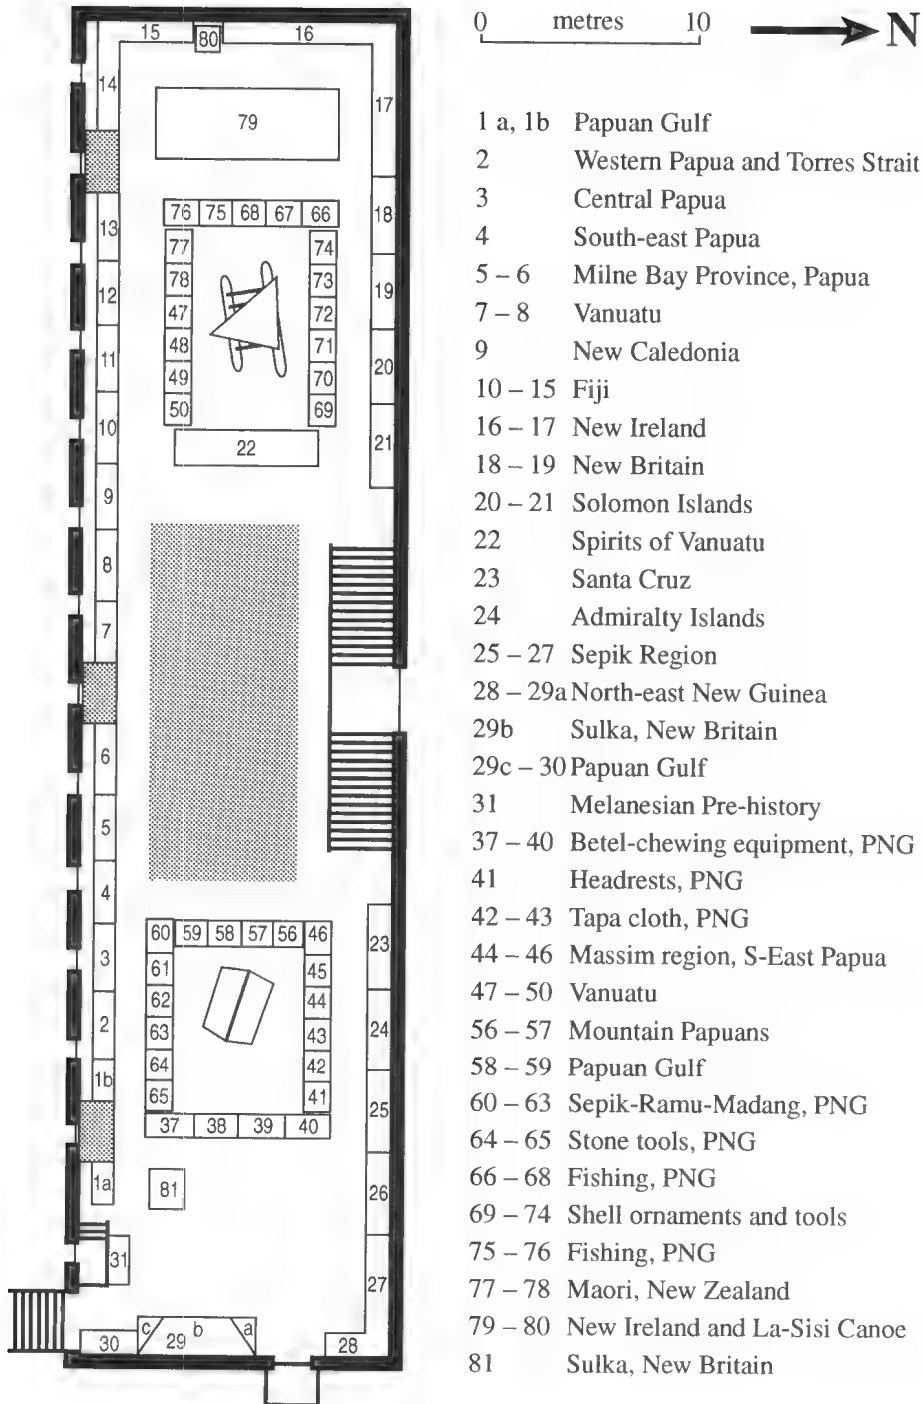 0 metres 10
N
1 a, 1b Papuan Gulf
2 Western Papua and Torres Strait
3 Central Papua
4 South-east Papua
5 – 6 Milne Bay Province, Papua
7 – 8 Vanuatu
9 New Caledonia
10 – 15 Fiji
16 – 17 New Ireland
18 – 19 New Britain
20 – 21 Solomon Islands
22 Spirits of Vanuatu
23 Santa Cruz
24 Admiralty Islands
25 – 27 Sepik Region
28 – 29a North-east New Guinea
29b Sulka, New Britain
29c – 30 Papuan Gulf
31 Melanesian Pre-history
37 – 40 Betel-chewing equipment, PNG
41 Headrests, PNG
42 – 43 Tapa cloth, PNG
44 – 46 Massim region, S-East Papua
47 – 50 Vanuatu
56 – 57 Mountain Papuans
58 – 59 Papuan Gulf
60 – 63 Sepik-Ramu-Madang, PNG
64 – 65 Stone tools, PNG
66 – 68 Fishing, PNG
69 – 74 Shell ornaments and tools
75 – 76 Fishing, PNG
77 – 78 Maori, New Zealand
79 – 80 New Ireland and La-Sisi Canoe
81 Sulka, New Britain
15 80 16
14
17
79
76 75 68 67 66
18
13
77 74
78 73
19
12
47 72
11
48 71
20
49 70
10
50 69
21
22
9
8
7
6
5
4
60 59 58 57 56 46
23
3
61 45
62 44
2
63 43
24
64 42
1b
65 41
25
37 38 39 40
1a
81
26
31
27
30
c 29 b a
28